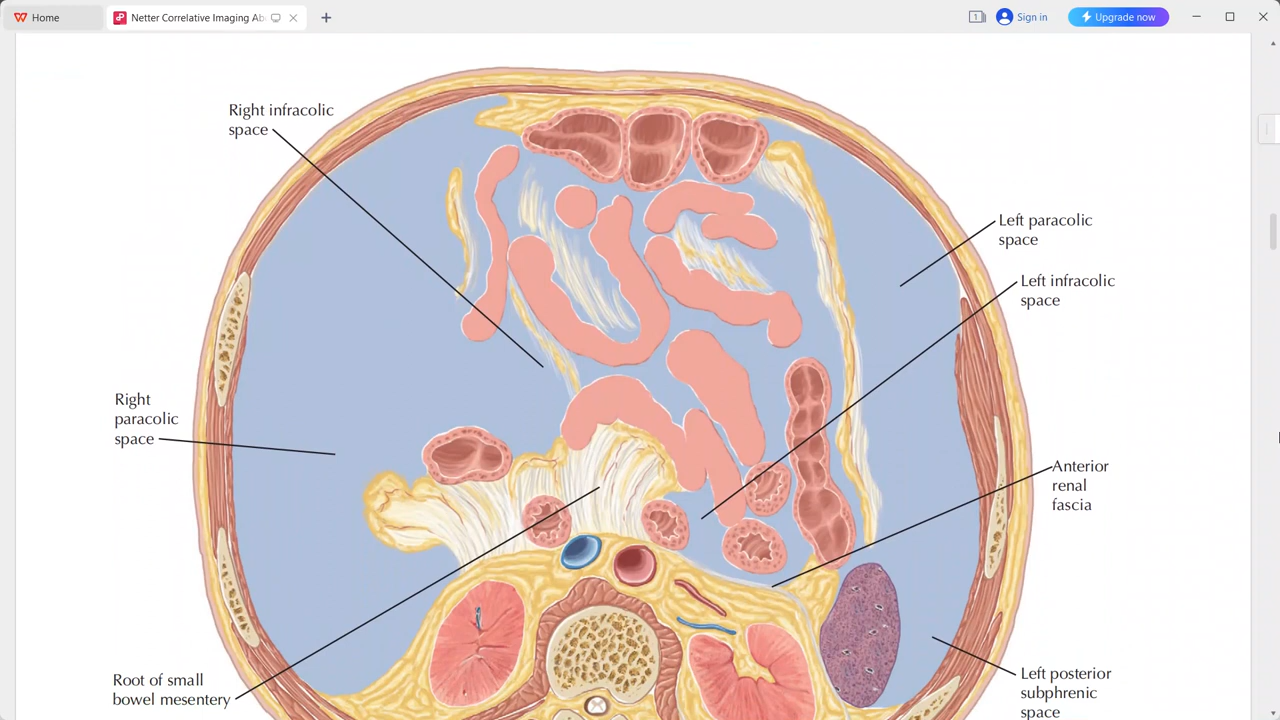 Home
Netter Correlative Imaging Ab
1
Sign in
Upgrade now
Right infracolic
space
Left paracolic
space
Left infracolic
space
Right
paracolic
space
Anterior
renal
fascia
Root of small
bowel mesentery
Left posterior
subphrenic
space